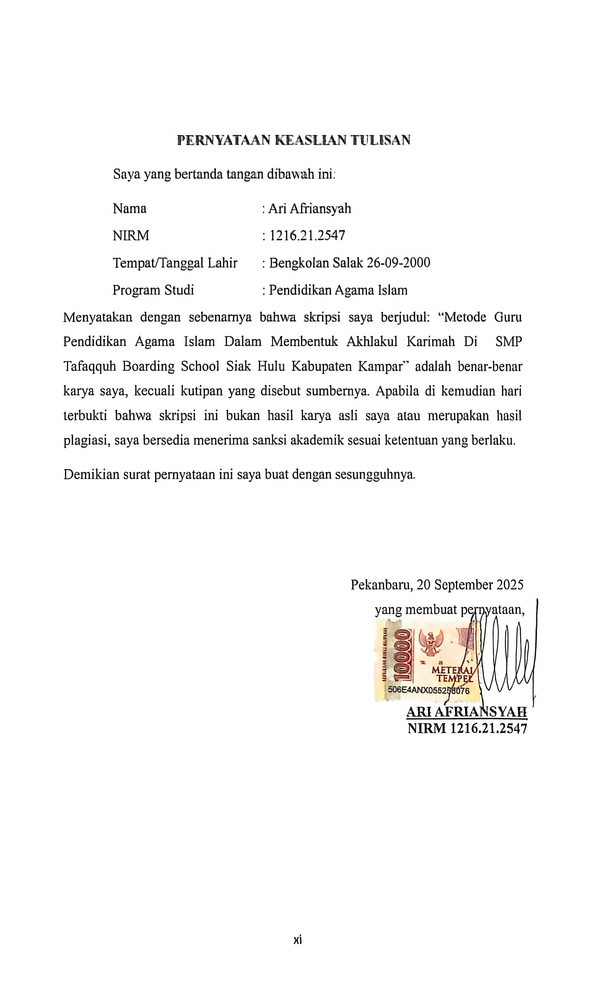 PERNYATAAN KEASLIAN TULISAN
Saya yang bertanda tangan dibawah ini:
Nama : Ari Afriansyah
NIRM : 1216.21.2547
Tempat/Tanggal Lahir : Bengkolan Salak 26-09-2000
Program Studi : Pendidikan Agama Islam
Menyatakan dengan sebenarnya bahwa skripsi saya berjudul: “Metode Guru
Pendidikan Agama Islam Dalam Membentuk Akhlakul Karimah Di SMP
Tafaqquh Boarding School Siak Hulu Kabupaten Kampar” adalah benar-benar
karya saya, kecuali kutipan yang disebut sumbernya. Apabila di kemudian hari
terbukti bahwa skripsi ini bukan hasil karya asli saya atau merupakan hasil
plagiasi, saya bersedia menerima sanksi akademik sesuai ketentuan yang berlaku.
Demikian surat pernyataan ini saya buat dengan sesungguhnya.
Pekanbaru, 20 September 2025
yang membuat pernyataan,
SEPULUH RIBU RUPIAH
10000
METERAI
TEMPEL
ARI AFRIANSYAH
NIRM 1216.21.2547
xi